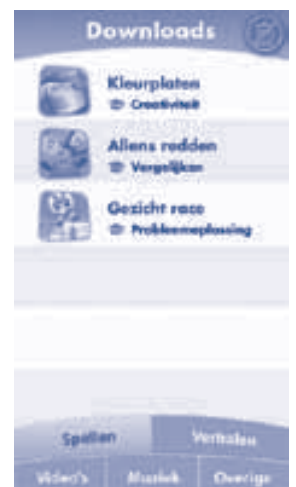 Downloads
Kleurplaten
Creativiteit
Aliens redden
Vergelijken
Gezicht race
Probleemoplossing
Spellen Verhalen
Video's Muziek Overige